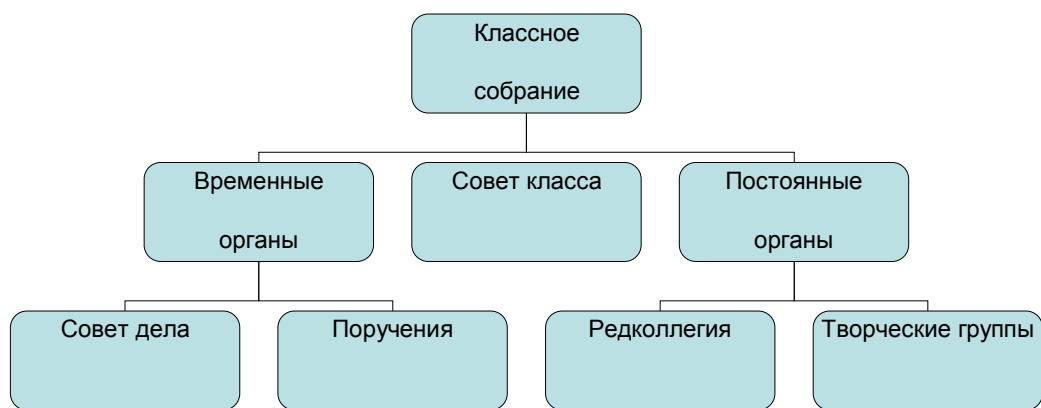 Классное
собрание
Временные
органы
Совет класса
Постоянные
органы
Совет дела
Поручения
Редколлегия
Творческие группы